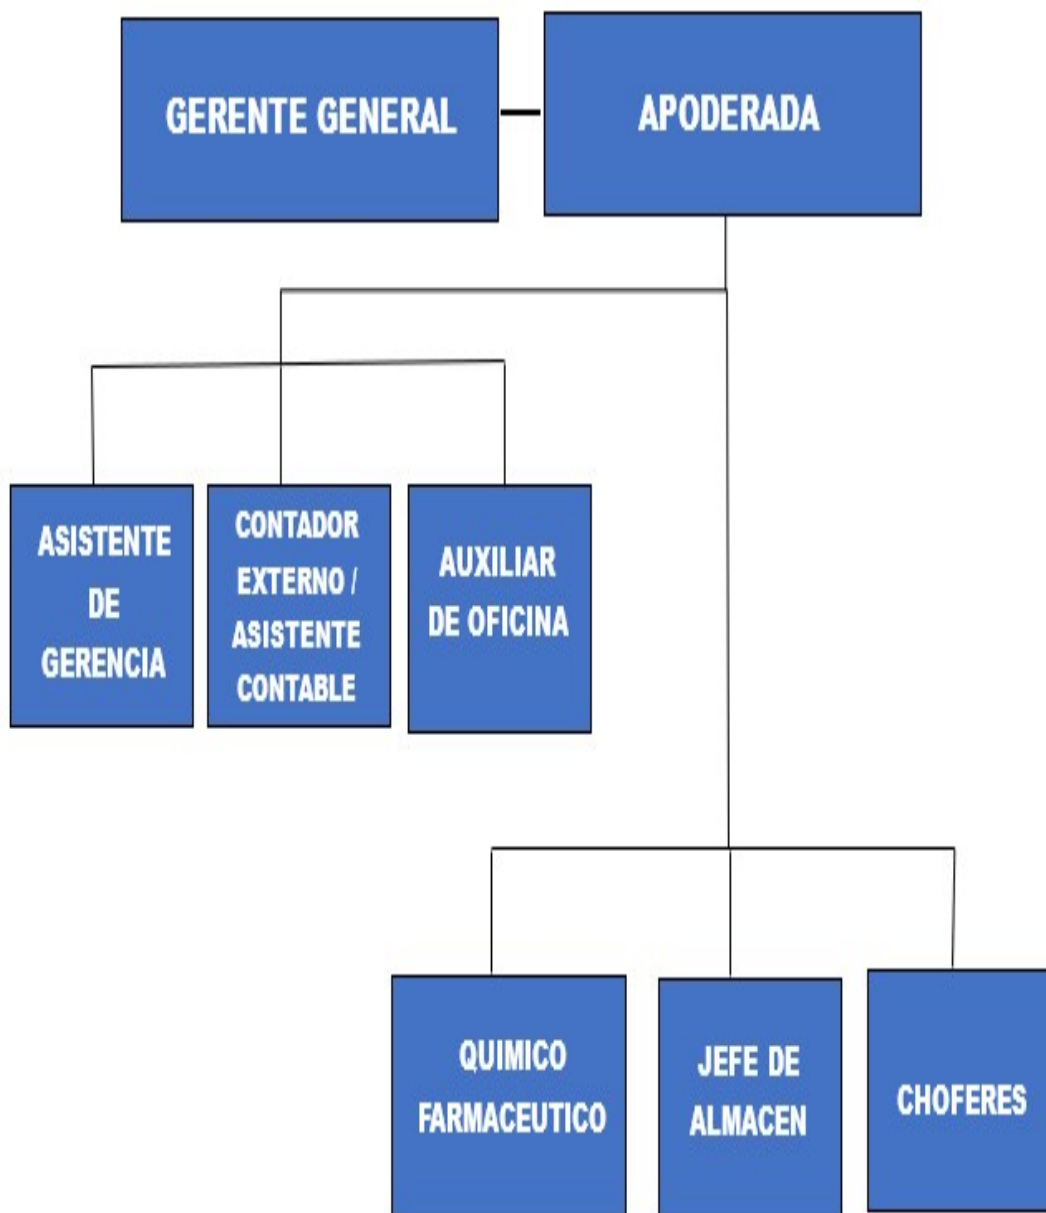 GERENTE GENERAL
APODERADA
ASISTENTE
DE
GERENCIA
CONTADOR
EXTERNO /
ASISTENTE
CONTABLE
AUXILIAR
DE OFICINA
QUIMICO
FARMACEUTICO
JEFE DE
ALMACEN
CHOFERES